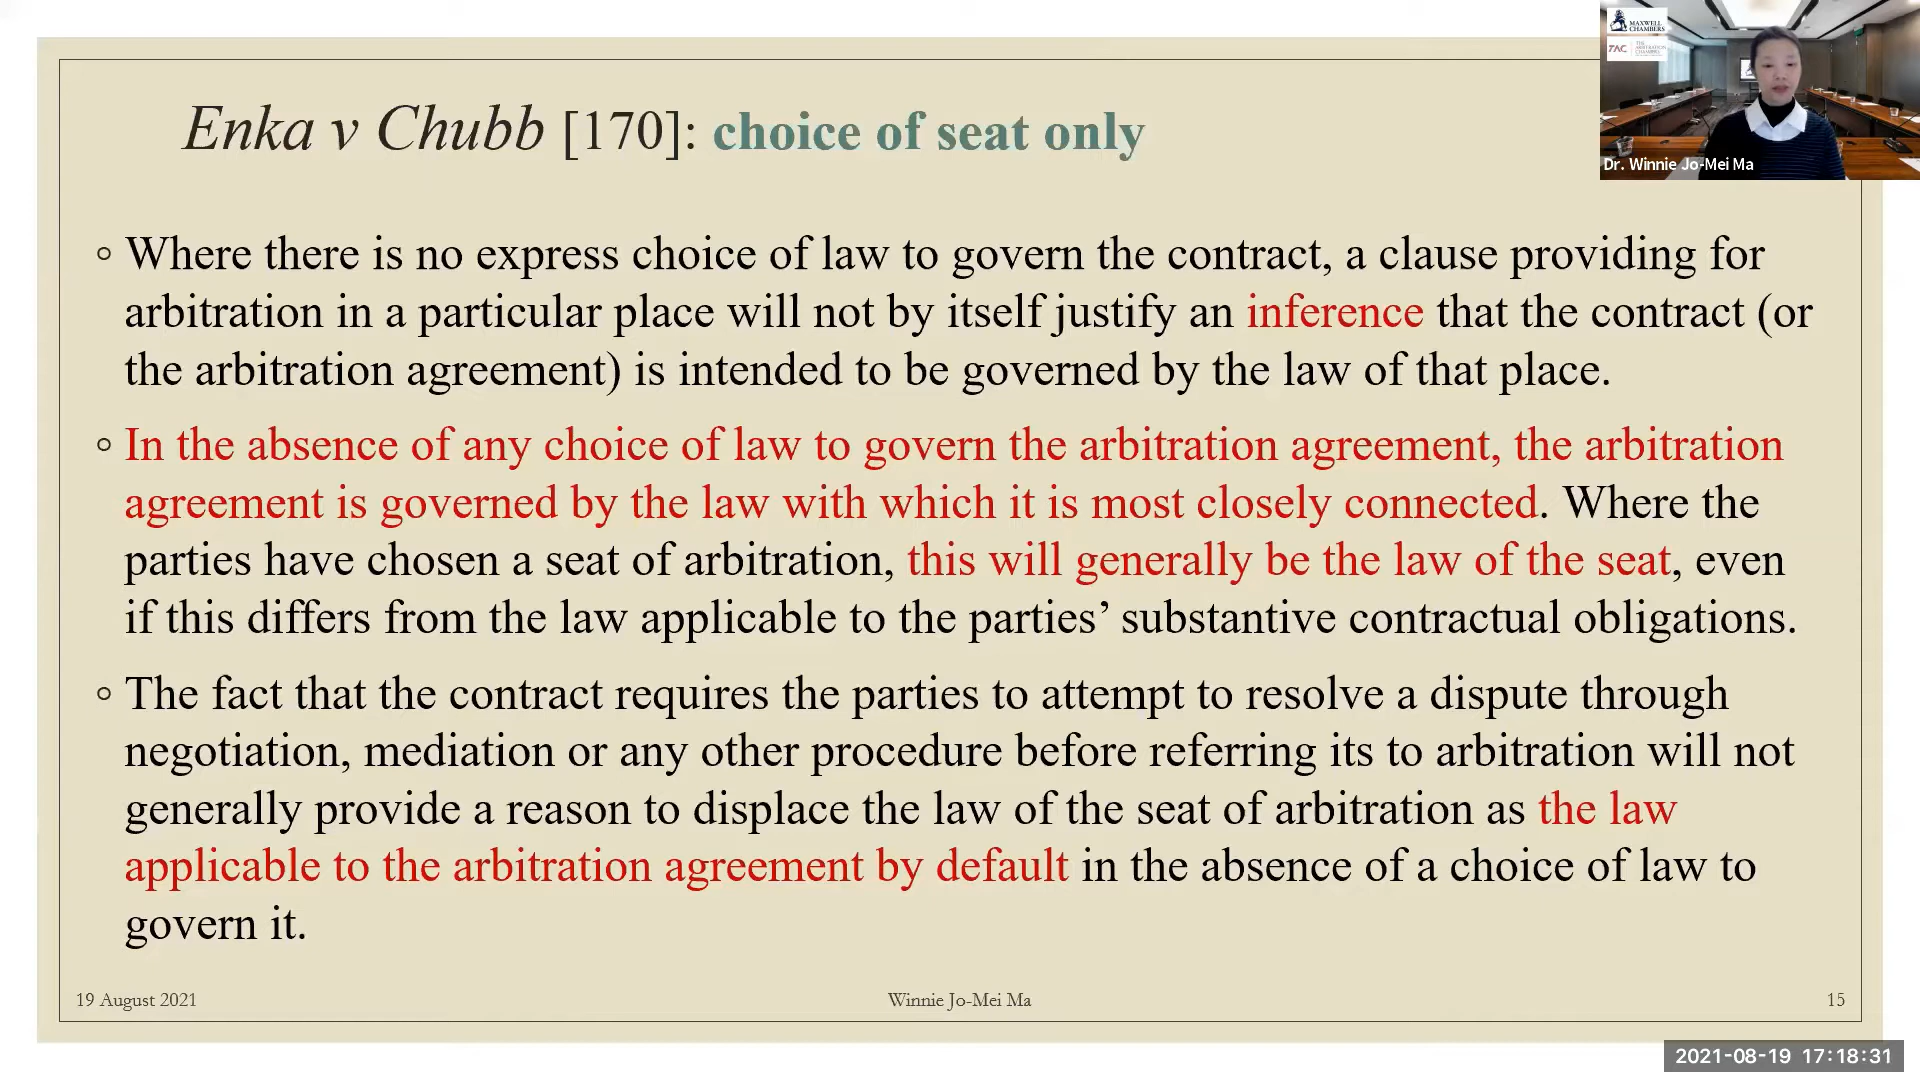 Enka v Chubb [170]: choice of seat only
MAXWELL
CHAMBERS
TAC
Dr. Winnie Jo-Mei Ma
◦ Where there is no express choice of law to govern the contract, a clause providing for
arbitration in a particular place will not by itself justify an inference that the contract (or
the arbitration agreement) is intended to be governed by the law of that place.
◦ In the absence of any choice of law to govern the arbitration agreement, the arbitration
agreement is governed by the law with which it is most closely connected. Where the
parties have chosen a seat of arbitration, this will generally be the law of the seat, even
if this differs from the law applicable to the parties’ substantive contractual obligations.
◦ The fact that the contract requires the parties to attempt to resolve a dispute through
negotiation, mediation or any other procedure before referring its to arbitration will not
generally provide a reason to displace the law of the seat of arbitration as the law
applicable to the arbitration agreement by default in the absence of a choice of law to
govern it.
19 August 2021
Winnie Jo-Mei Ma
15
2021-08-19 17:18:31